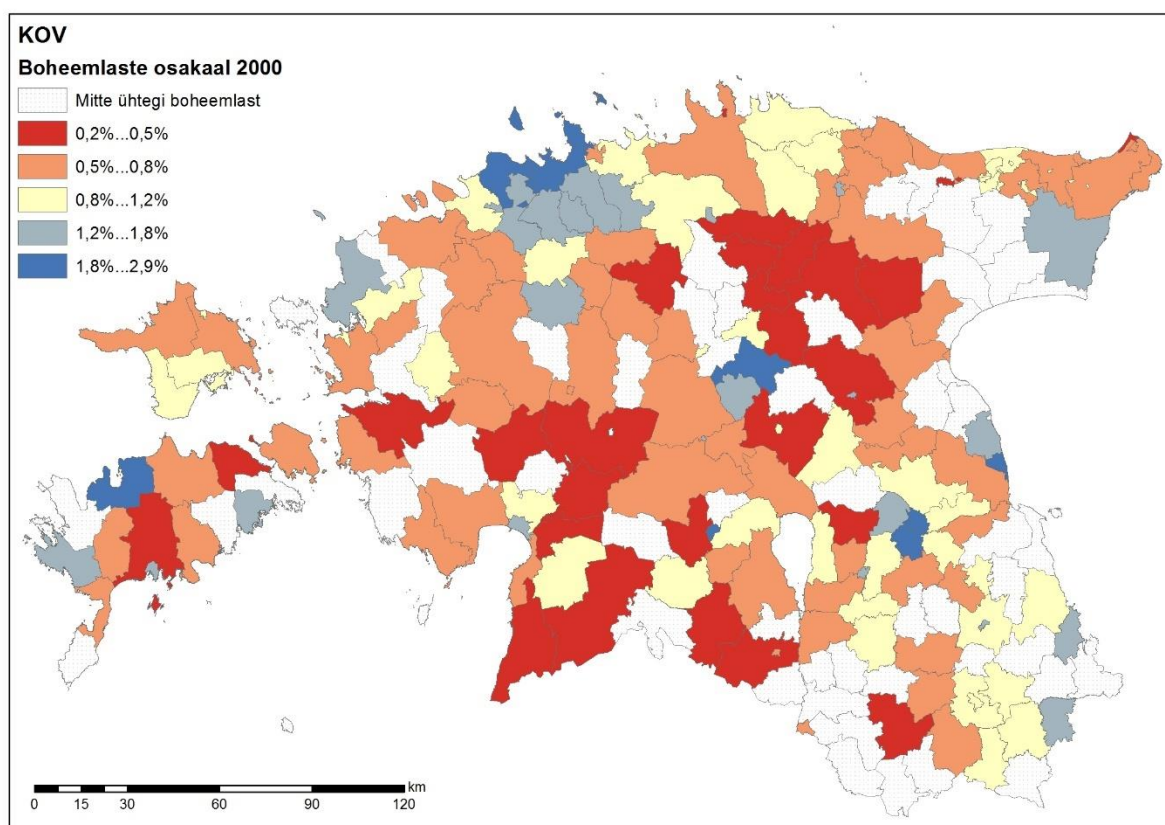 KOV
Boheemlaste osakaal 2000
Mitte ühtegi boheemlast
0,2%...0,5%
0,5%...0,8%
0,8%...1,2%
1,2%...1,8%
1,8%...2,9%
km
0 15 30 60 90 120